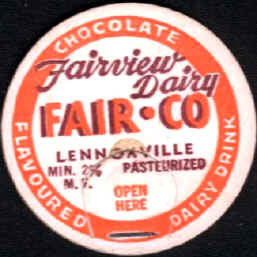 CHOCOLATE
Fairview
Dairy
FAIR•CO
LENNOXVILLE
MIN. 2% PASTEURIZED
M. F.
OPEN
HERE
FLAVOURED
DAIRY DRINK